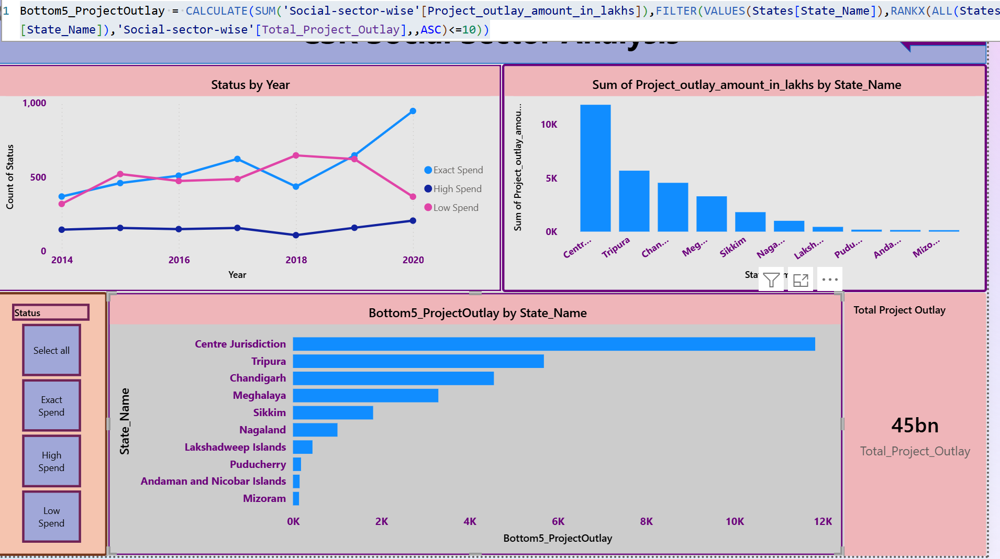 1 Bottom5_ProjectOutlay = CALCULATE(SUM('Social-sector-wise'[Project_outlay_amount_in_lakhs]),FILTER(VALUES(States[State_Name]),RANKX(ALL(States
[State_Name]),'Social-sector-wise'[Total_Project_Outlay],,ASC)<=10))
Status by Year
1,000
500
0
Count of Status
2014 2016 2018 2020
Year
Exact Spend
High Spend
Low Spend
Sum of Project_outlay_amount_in_lakhs by State_Name
Sum of Project_outlay_amou...
10K
5K
0K
Centr... Tripura Chan... Meg... Sikkim Naga... Laksh... Pudu... Anda... Mizo...
Status
Select all
Exact
Spend
High
Spend
Low
Spend
Bottom5_ProjectOutlay by State_Name
State_Name
Centre Jurisdiction
Tripura
Chandigarh
Meghalaya
Sikkim
Nagaland
Lakshadweep Islands
Puducherry
Andaman and Nicobar Islands
Mizoram
0K 2K 4K 6K 8K 10K 12K
Bottom5_ProjectOutlay
Total Project Outlay
45bn
Total_Project_Outlay